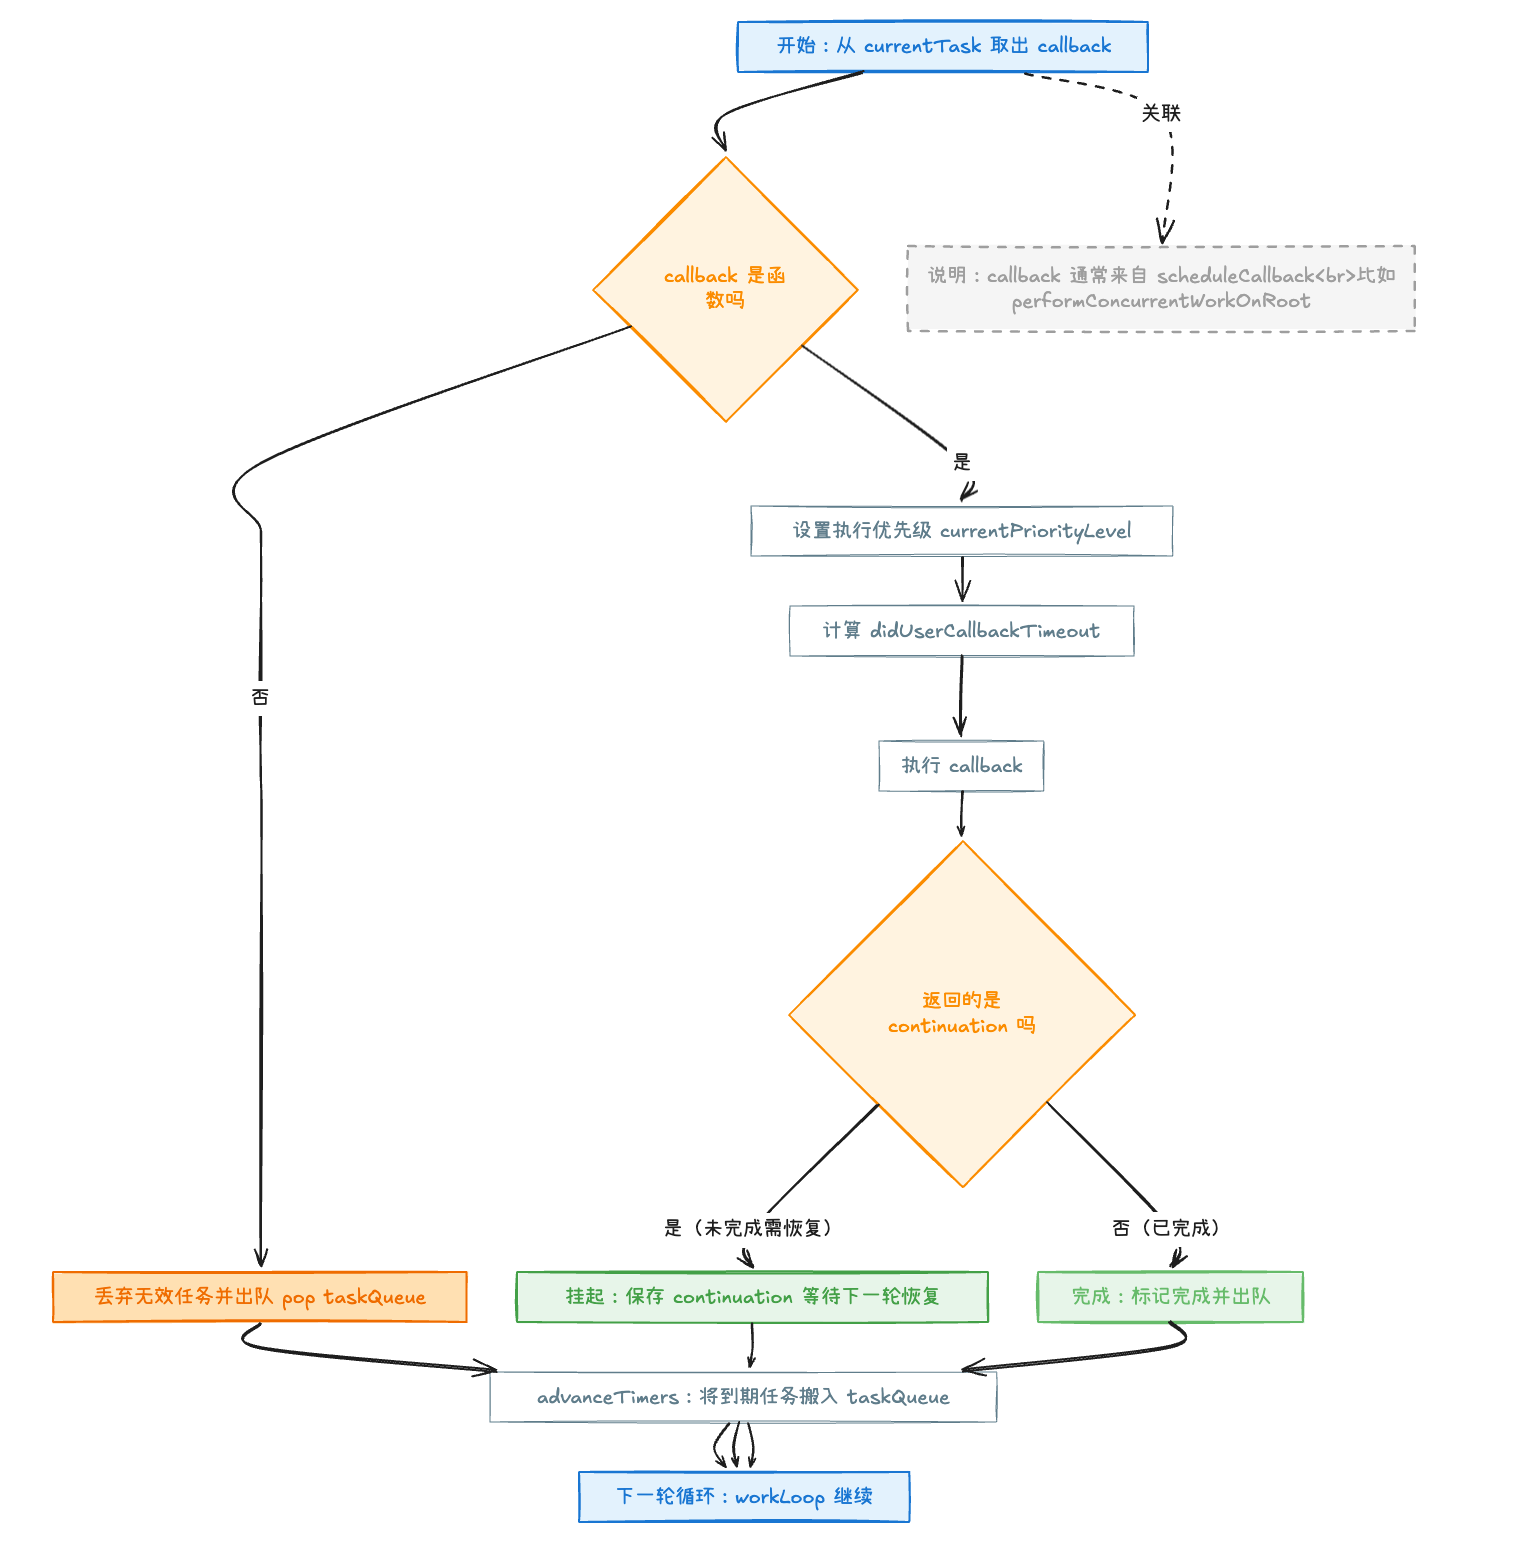 开始：从 currentTask 取出 callback
关联
callback 是函
数吗
说明：callback 通常来自 scheduleCallback<br>比如
performConcurrentWorkOnRoot
是
设置执行优先级 currentPriorityLevel
计算 didUserCallbackTimeout
否
执行 callback
返回的是
continuation 吗
是（未完成需恢复）
否（已完成）
丢弃无效任务并出队 pop taskQueue
挂起：保存 continuation 等待下一轮恢复
完成：标记完成并出队
advanceTimers：将到期任务搬入 taskQueue
下一轮循环：workLoop 继续